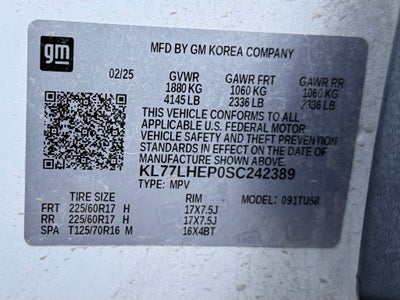 gm
MFD BY GM KOREA COMPANY
02/25 GVWR GAWR FRT GAWR RR
1880 KG 1060 KG 1060 KG
4145 LB 2336 LB 2336 LB
THIS VEHICLE CONFORMS TO ALL
APPLICABLE U.S. FEDERAL MOTOR
VEHICLE SAFETY AND THEFT PREVENTION
STANDARDS IN EFFECT ON THE DATE OF
MANUFACTURE SHOWN ABOVE.
KL77LHEP0SC242389
TYPE: MPV MODEL: 091TU58
TIRE SIZE RIM
FRT 225/60R17 H 17X7.5J
RR 225/60R17 H 17X7.5J
SPA T125/70R16 M 16X4BT